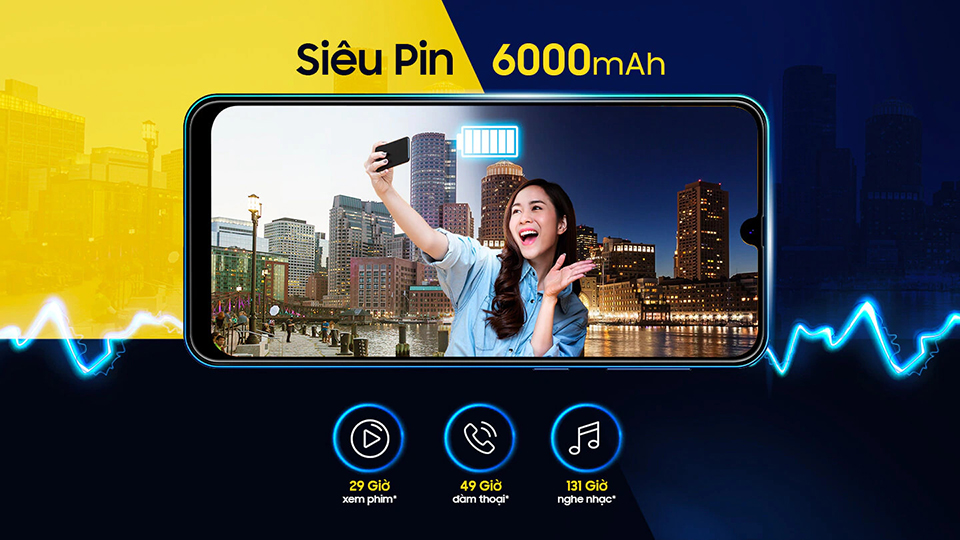 Siêu Pin 6000mAh
29 Giờ
xem phim*
49 Giờ
đàm thoại*
131 Giờ
nghe nhạc*